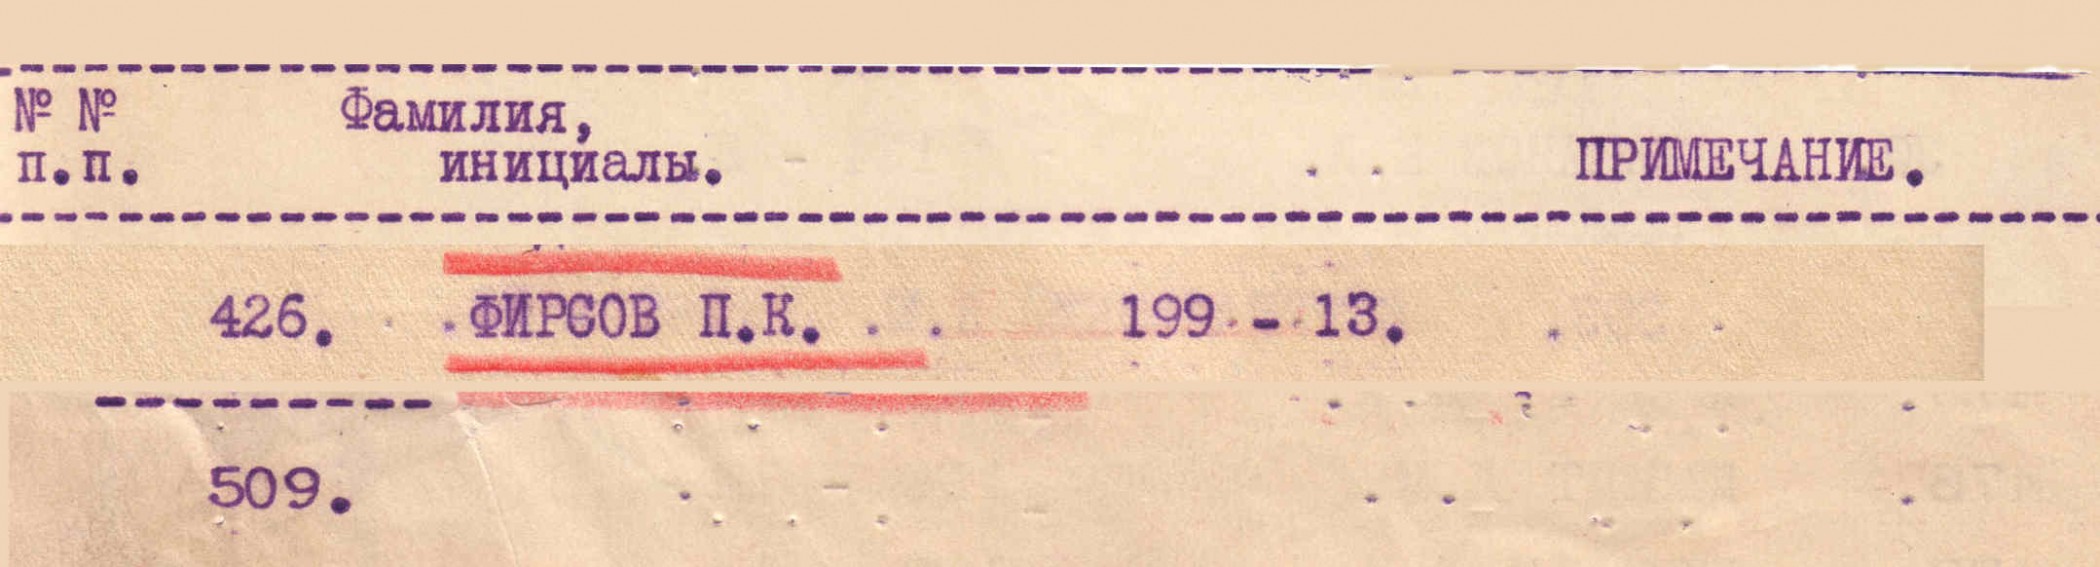 № № Фамилия,
п.п. инициалы. ПРИМЕЧАНИЕ.
426. ФИРСОВ П.К. 199 - 13.
509.